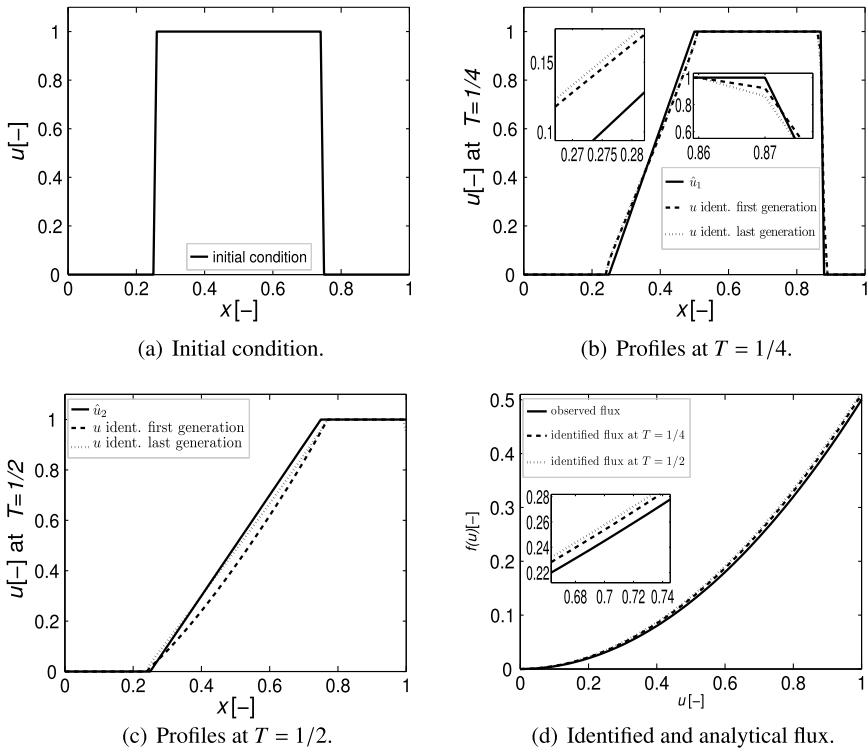 1
0.8
0.6
0.4
0.2
0
u[−]
initial condition
0 0.2 0.4 0.6 0.8 1
x[−]
(a) Initial condition.
1
0.8
0.6
0.4
0.2
0
u[−] at T=1/4
0.15
0.1
0.27 0.275 0.28
1
0.8
0.6
0.86 0.87
û₁
u ident. first generation
u ident. last generation
0 0.2 0.4 0.6 0.8 1
x[−]
(b) Profiles at T = 1/4.
1
0.8
0.6
0.4
0.2
0
u[−] at T=1/2
û₂
u ident. first generation
u ident. last generation
0 0.2 0.4 0.6 0.8 1
x[−]
(c) Profiles at T = 1/2.
0.5
0.4
0.3
0.2
0.1
0
f(u)[−]
observed flux
identified flux at T = 1/4
identified flux at T = 1/2
0.28
0.26
0.24
0.22
0.68 0.7 0.72 0.74
0 0.2 0.4 0.6 0.8 1
u[−]
(d) Identified and analytical flux.